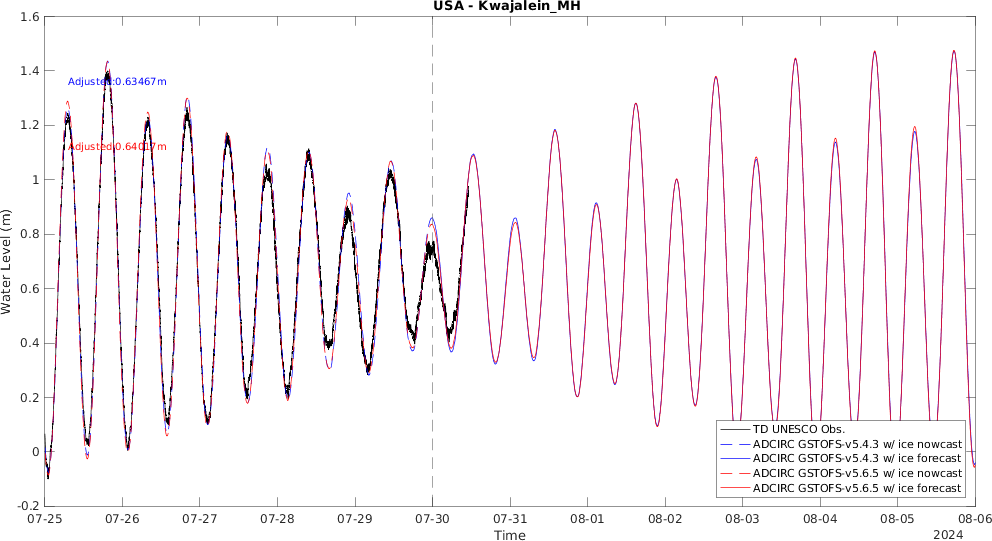 USA - Kwajalein_MH
1.6
1.4
1.2
1
0.8
0.6
0.4
0.2
0
-0.2
Water Level (m)
Adjusted:0.63467m
Adjusted:0.64017m
TD UNESCO Obs.
ADCIRC GSTOFS-v5.4.3 w/ ice nowcast
ADCIRC GSTOFS-v5.4.3 w/ ice forecast
ADCIRC GSTOFS-v5.6.5 w/ ice nowcast
ADCIRC GSTOFS-v5.6.5 w/ ice forecast
07-25 07-26 07-27 07-28 07-29 07-30 07-31 08-01 08-02 08-03 08-04 08-05 08-06
Time
2024